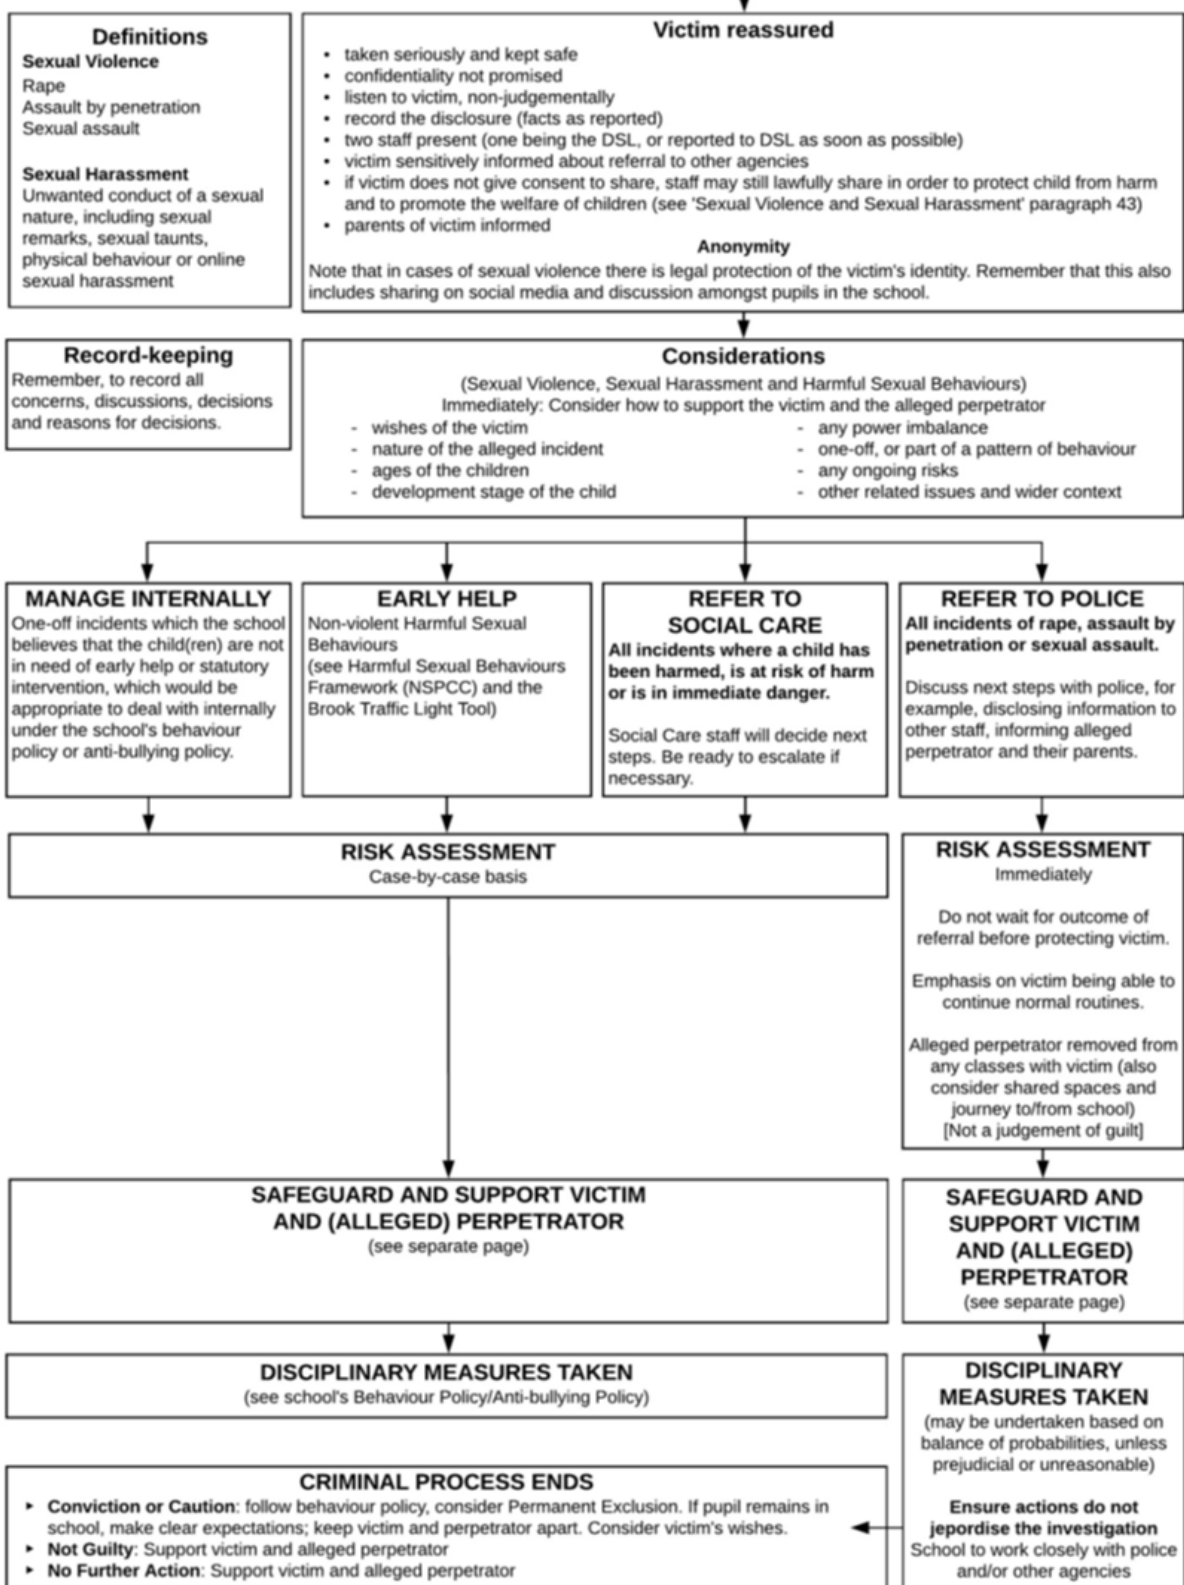 Definitions
Sexual Violence
Rape
Assault by penetration
Sexual assault
Sexual Harassment
Unwanted conduct of a sexual
nature, including sexual
remarks, sexual taunts,
physical behaviour or online
sexual harassment
Victim reassured
• taken seriously and kept safe
• confidentiality not promised
• listen to victim, non-judgementally
• record the disclosure (facts as reported)
• two staff present (one being the DSL, or reported to DSL as soon as possible)
• victim sensitively informed about referral to other agencies
• if victim does not give consent to share, staff may still lawfully share in order to protect child from harm
and to promote the welfare of children (see 'Sexual Violence and Sexual Harassment' paragraph 43)
• parents of victim informed
Anonymity
Note that in cases of sexual violence there is legal protection of the victim's identity. Remember that this also
includes sharing on social media and discussion amongst pupils in the school.
Record-keeping
Remember, to record all
concerns, discussions, decisions
and reasons for decisions.
Considerations
(Sexual Violence, Sexual Harassment and Harmful Sexual Behaviours)
Immediately: Consider how to support the victim and the alleged perpetrator
- wishes of the victim
- nature of the alleged incident
- ages of the children
- development stage of the child
- any power imbalance
- one-off, or part of a pattern of behaviour
- any ongoing risks
- other related issues and wider context
MANAGE INTERNALLY
One-off incidents which the school
believes that the child(ren) are not
in need of early help or statutory
intervention, which would be
appropriate to deal with internally
under the school's behaviour
policy or anti-bullying policy.
EARLY HELP
Non-violent Harmful Sexual
Behaviours
(see Harmful Sexual Behaviours
Framework (NSPCC) and the
Brook Traffic Light Tool)
REFER TO
SOCIAL CARE
All incidents where a child has
been harmed, is at risk of harm
or is in immediate danger.
Social Care staff will decide next
steps. Be ready to escalate if
necessary.
REFER TO POLICE
All incidents of rape, assault by
penetration or sexual assault.
Discuss next steps with police, for
example, disclosing information to
other staff, informing alleged
perpetrator and their parents.
RISK ASSESSMENT
Case-by-case basis
RISK ASSESSMENT
Immediately
Do not wait for outcome of
referral before protecting victim.
Emphasis on victim being able to
continue normal routines.
Alleged perpetrator removed from
any classes with victim (also
consider shared spaces and
journey to/from school)
[Not a judgement of guilt]
SAFEGUARD AND SUPPORT VICTIM
AND (ALLEGED) PERPETRATOR
(see separate page)
SAFEGUARD AND
SUPPORT VICTIM
AND (ALLEGED)
PERPETRATOR
(see separate page)
DISCIPLINARY MEASURES TAKEN
(see school's Behaviour Policy/Anti-bullying Policy)
DISCIPLINARY
MEASURES TAKEN
(may be undertaken based on
balance of probabilities, unless
prejudicial or unreasonable)
Ensure actions do not
jepordise the investigation
School to work closely with police
and/or other agencies
CRIMINAL PROCESS ENDS
‣ Conviction or Caution: follow behaviour policy, consider Permanent Exclusion. If pupil remains in
school, make clear expectations; keep victim and perpetrator apart. Consider victim's wishes.
‣ Not Guilty: Support victim and alleged perpetrator
‣ No Further Action: Support victim and alleged perpetrator